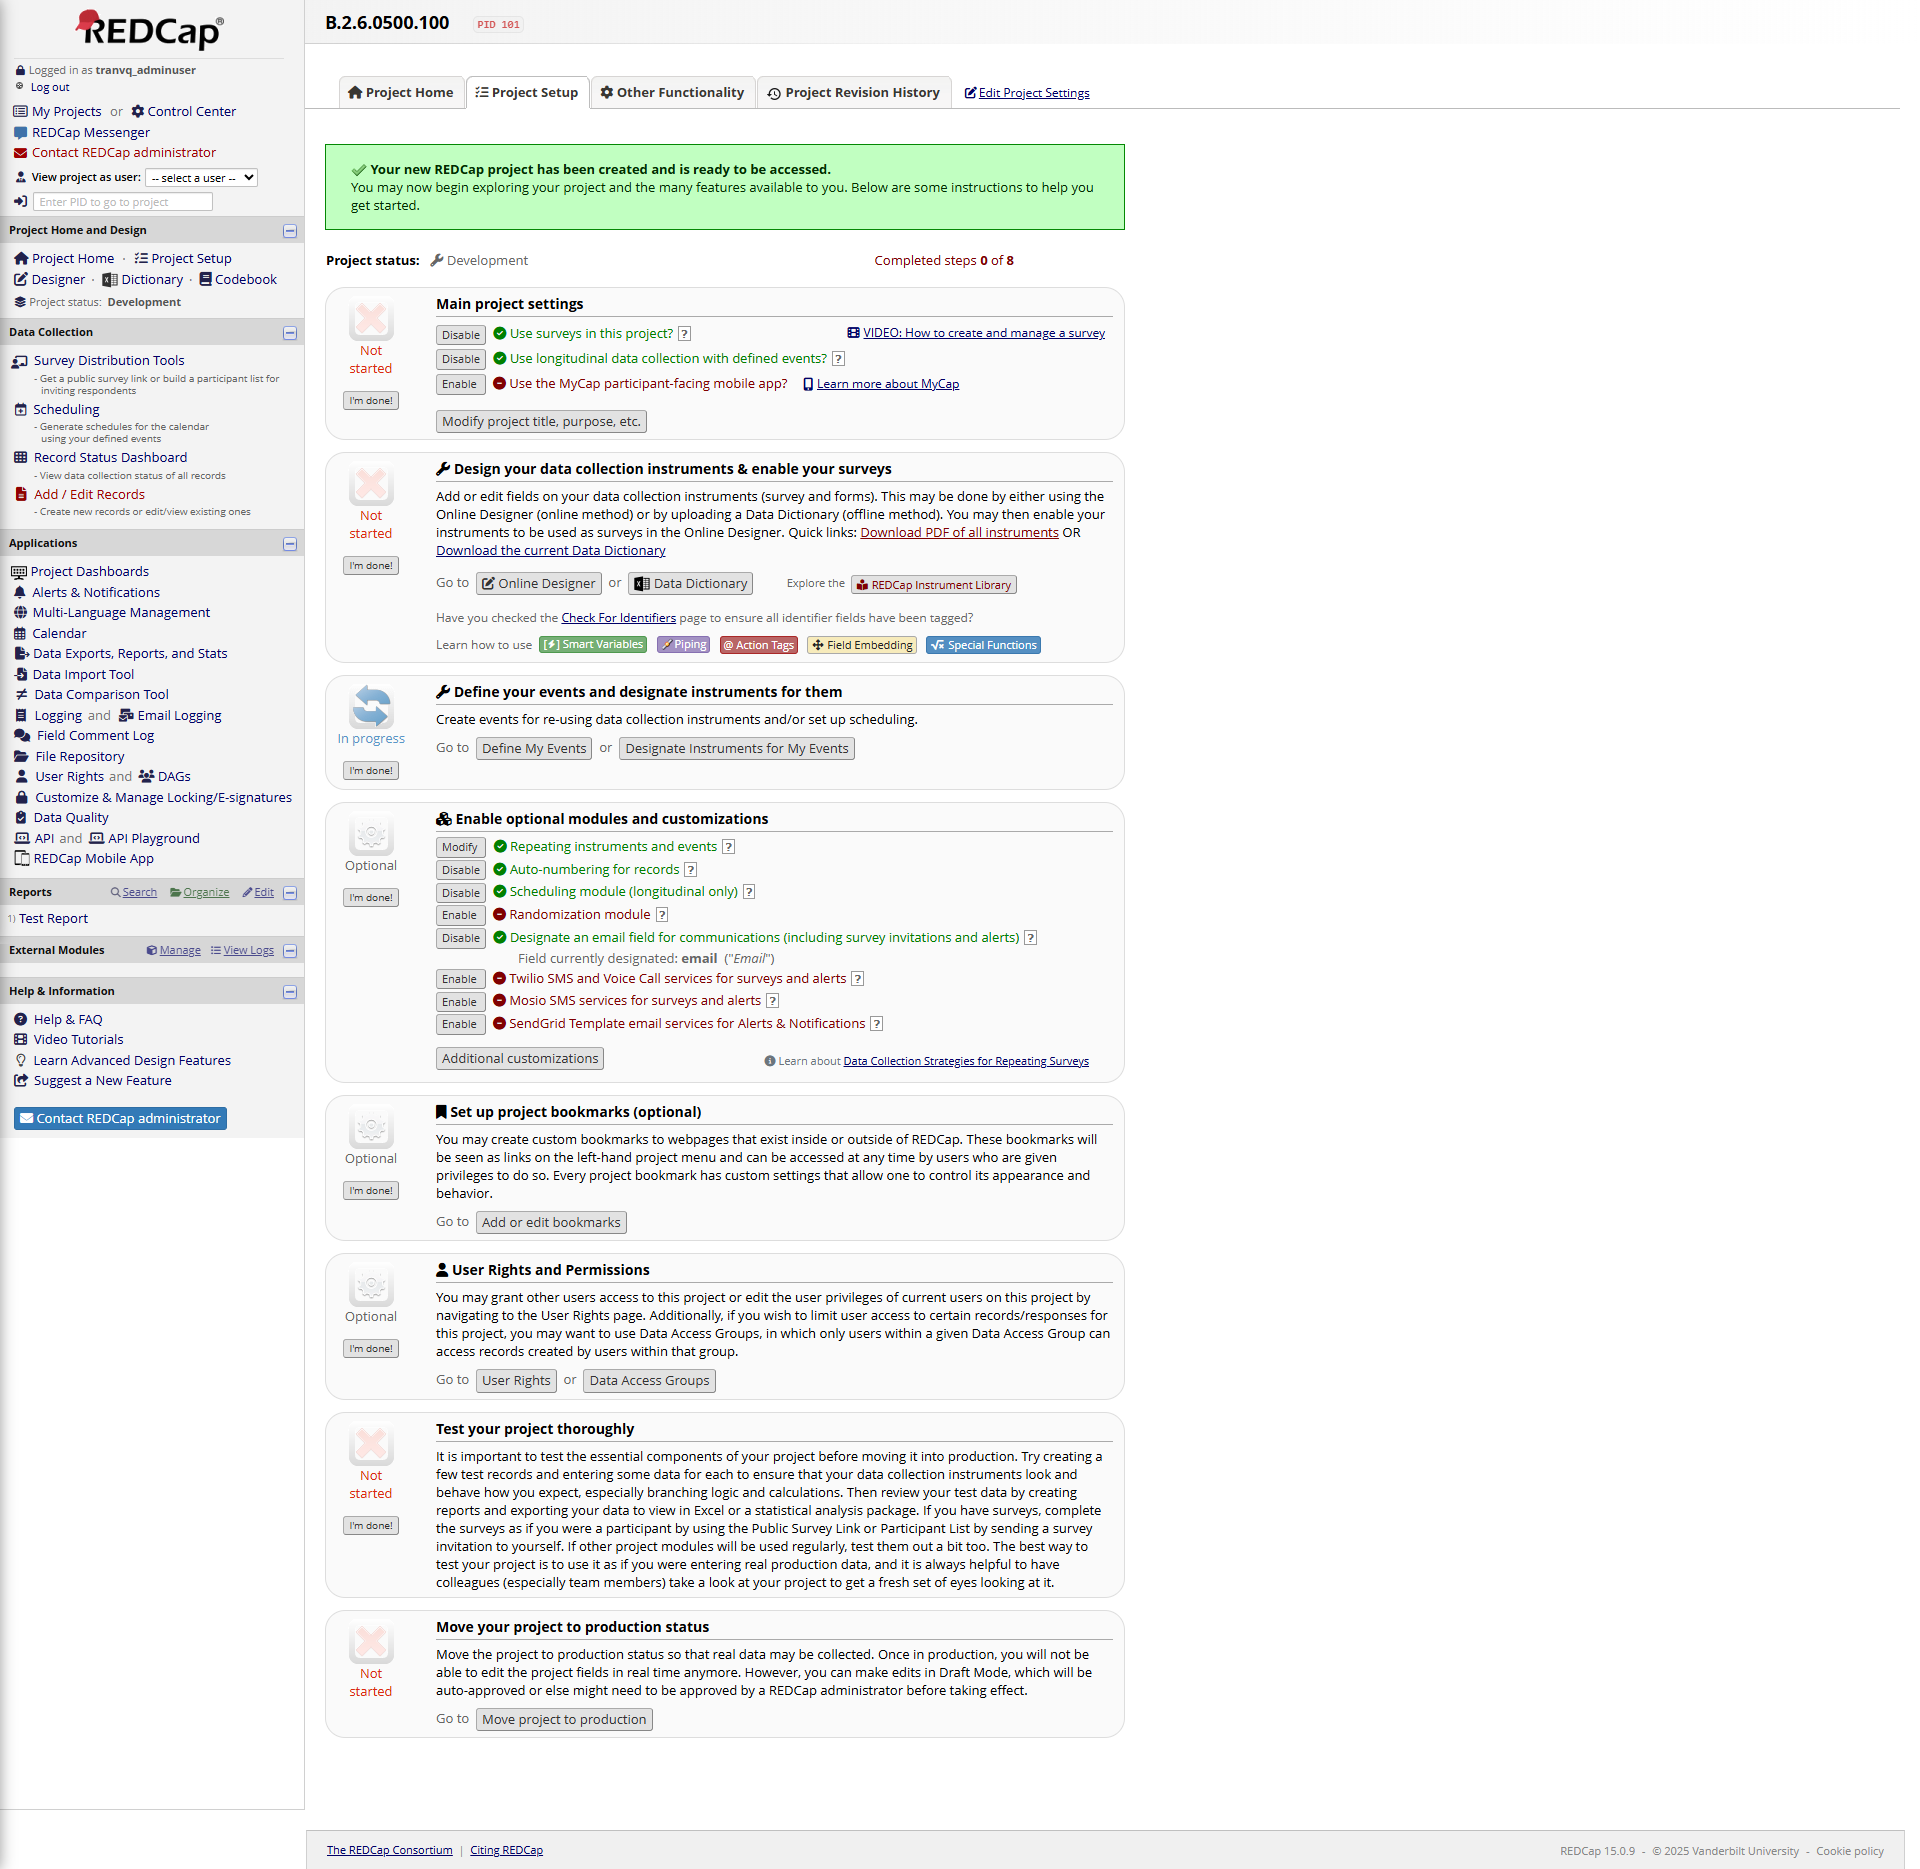 REDCap®
Logged in as tranvq_adminuser
Log out
My Projects or Control Center
REDCap Messenger
Contact REDCap administrator
View project as user: -- select a user --
Enter PID to go to project
Project Home and Design
Project Home · Project Setup
Designer · Dictionary · Codebook
Project status: Development
Data Collection
Survey Distribution Tools
- Get a public survey link or build a participant list for
inviting respondents
Scheduling
- Generate schedules for the calendar
using your defined events
Record Status Dashboard
- View data collection status of all records
Add / Edit Records
- Create new records or edit/view existing ones
Applications
Project Dashboards
Alerts & Notifications
Multi-Language Management
Calendar
Data Exports, Reports, and Stats
Data Import Tool
Data Comparison Tool
Logging and Email Logging
Field Comment Log
File Repository
User Rights and DAGs
Customize & Manage Locking/E-signatures
Data Quality
API and API Playground
REDCap Mobile App
Reports Search Organize Edit
1) Test Report
External Modules Manage View Logs
Help & Information
Help & FAQ
Video Tutorials
Learn Advanced Design Features
Suggest a New Feature
Contact REDCap administrator
B.2.6.0500.100 PID 101
Project Home Project Setup Other Functionality Project Revision History Edit Project Settings
Your new REDCap project has been created and is ready to be accessed.
You may now begin exploring your project and the many features available to you. Below are some instructions to help you
get started.
Project status: Development Completed steps 0 of 8
Not
started
I'm done!
Main project settings
Disable Use surveys in this project? ? VIDEO: How to create and manage a survey
Disable Use longitudinal data collection with defined events? ?
Enable Use the MyCap participant-facing mobile app? Learn more about MyCap
Modify project title, purpose, etc.
Not
started
I'm done!
Design your data collection instruments & enable your surveys
Add or edit fields on your data collection instruments (survey and forms). This may be done by either using the
Online Designer (online method) or by uploading a Data Dictionary (offline method). You may then enable your
instruments to be used as surveys in the Online Designer. Quick links: Download PDF of all instruments OR
Download the current Data Dictionary
Go to Online Designer or Data Dictionary Explore the REDCap Instrument Library
Have you checked the Check For Identifiers page to ensure all identifier fields have been tagged?
Learn how to use [⚡] Smart Variables Piping @ Action Tags Field Embedding √x Special Functions
In progress
I'm done!
Define your events and designate instruments for them
Create events for re-using data collection instruments and/or set up scheduling.
Go to Define My Events or Designate Instruments for My Events
Optional
I'm done!
Enable optional modules and customizations
Modify Repeating instruments and events ?
Disable Auto-numbering for records ?
Disable Scheduling module (longitudinal only) ?
Enable Randomization module ?
Disable Designate an email field for communications (including survey invitations and alerts) ?
Field currently designated: email ("Email")
Enable Twilio SMS and Voice Call services for surveys and alerts ?
Enable Mosio SMS services for surveys and alerts ?
Enable SendGrid Template email services for Alerts & Notifications ?
Additional customizations Learn about Data Collection Strategies for Repeating Surveys
Optional
I'm done!
Set up project bookmarks (optional)
You may create custom bookmarks to webpages that exist inside or outside of REDCap. These bookmarks will
be seen as links on the left-hand project menu and can be accessed at any time by users who are given
privileges to do so. Every project bookmark has custom settings that allow one to control its appearance and
behavior.
Go to Add or edit bookmarks
Optional
I'm done!
User Rights and Permissions
You may grant other users access to this project or edit the user privileges of current users on this project by
navigating to the User Rights page. Additionally, if you wish to limit user access to certain records/responses for
this project, you may want to use Data Access Groups, in which only users within a given Data Access Group can
access records created by users within that group.
Go to User Rights or Data Access Groups
Not
started
I'm done!
Test your project thoroughly
It is important to test the essential components of your project before moving it into production. Try creating a
few test records and entering some data for each to ensure that your data collection instruments look and
behave how you expect, especially branching logic and calculations. Then review your test data by creating
reports and exporting your data to view in Excel or a statistical analysis package. If you have surveys, complete
the surveys as if you were a participant by using the Public Survey Link or Participant List by sending a survey
invitation to yourself. If other project modules will be used regularly, test them out a bit too. The best way to
test your project is to use it as if you were entering real production data, and it is always helpful to have
colleagues (especially team members) take a look at your project to get a fresh set of eyes looking at it.
Not
started
Move your project to production status
Move the project to production status so that real data may be collected. Once in production, you will not be
able to edit the project fields in real time anymore. However, you can make edits in Draft Mode, which will be
auto-approved or else might need to be approved by a REDCap administrator before taking effect.
Go to Move project to production
The REDCap Consortium | Citing REDCap
REDCap 15.0.9 - © 2025 Vanderbilt University - Cookie policy